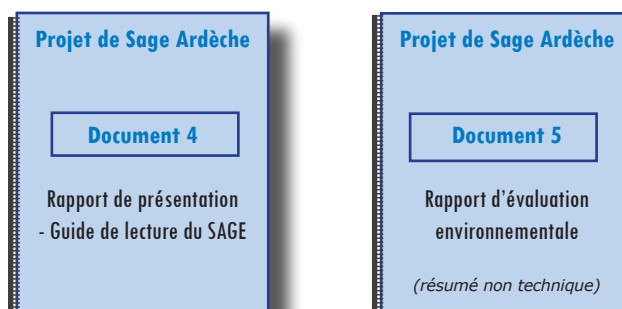 Projet de Sage Ardèche
Document 4
Rapport de présentation
- Guide de lecture du SAGE
Projet de Sage Ardèche
Document 5
Rapport d'évaluation
environnementale
(résumé non technique)